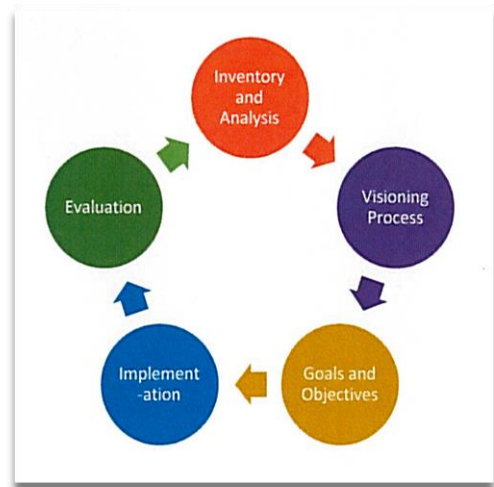 Inventory
and
Analysis
Visioning
Process
Goals and
Objectives
Implement
-ation
Evaluation